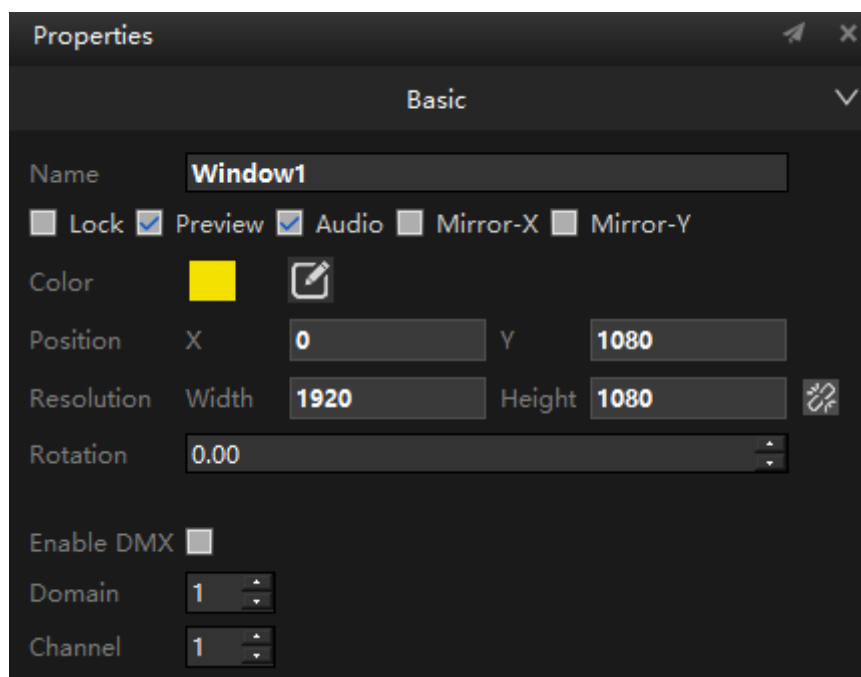 Properties
Basic
Name Window1
Lock Preview Audio Mirror-X Mirror-Y
Color
Position X 0 Y 1080
Resolution Width 1920 Height 1080
Rotation 0.00
Enable DMX
Domain 1
Channel 1